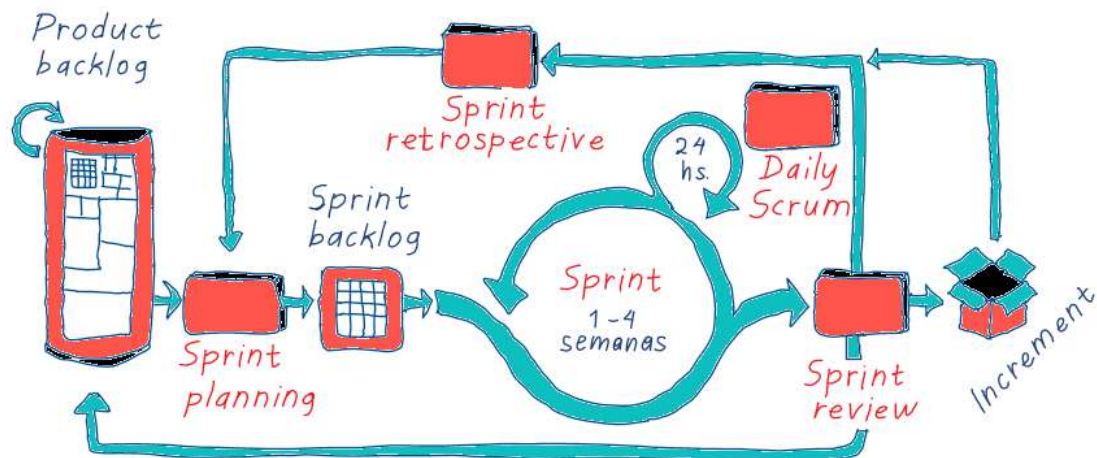 Product
backlog
Sprint
retrospective
24
hs.
Daily
Scrum
Sprint
backlog
Sprint
1-4
semanas
Sprint
planning
Sprint
review
Increment